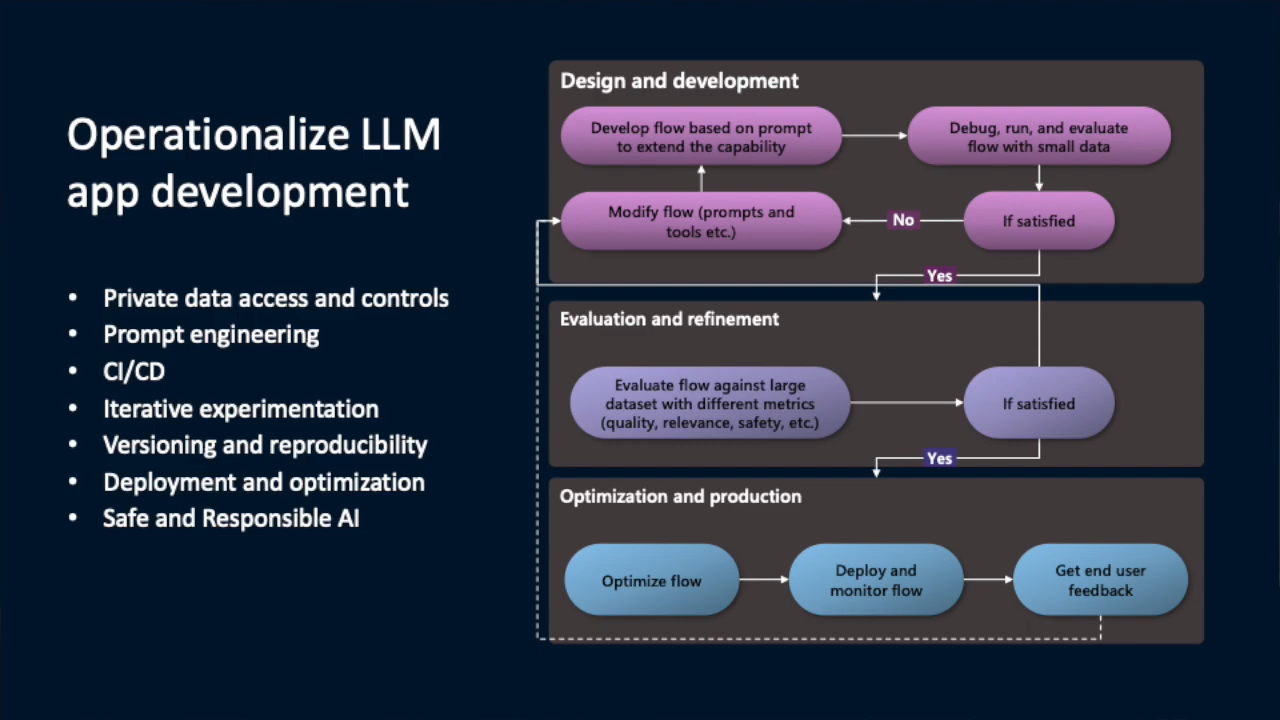 Operationalize LLM
app development
• Private data access and controls
• Prompt engineering
• CI/CD
• Iterative experimentation
• Versioning and reproducibility
• Deployment and optimization
• Safe and Responsible AI
Design and development
Develop flow based on prompt
to extend the capability
Debug, run, and evaluate
flow with small data
Modify flow (prompts and
tools etc.)
No
If satisfied
Yes
Evaluation and refinement
Evaluate flow against large
dataset with different metrics
(quality, relevance, safety, etc.)
If satisfied
Yes
Optimization and production
Optimize flow
Deploy and
monitor flow
Get end user
feedback